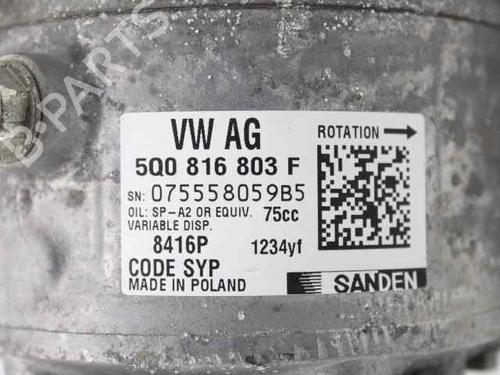 B-PARTS
VW AG
ROTATION
5Q0 816 803 F
SN: 075558059B5
OIL: SP-A2 OR EQUIV. 75cc
VARIABLE DISP.
8416P 1234yf
CODE SYP
MADE IN POLAND
SANDEN